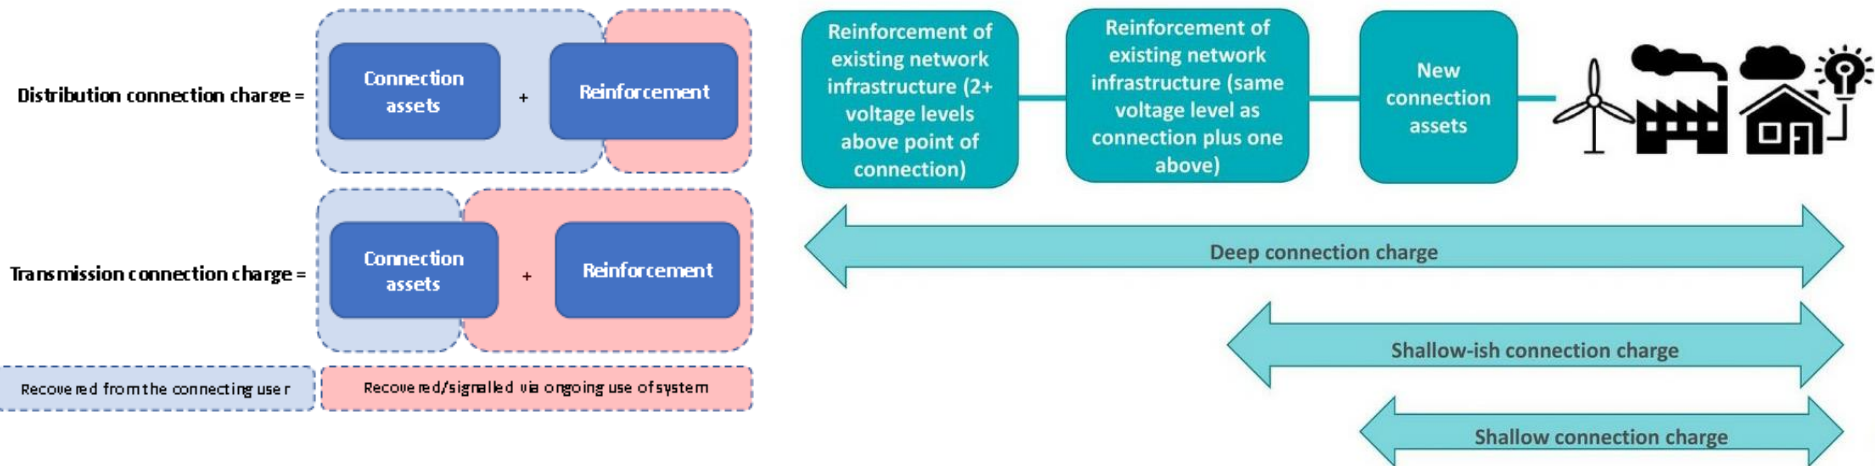 Distribution connection charge =
Connection
assets
+
Reinforcement
Transmission connection charge =
Connection
assets
+
Reinforcement
Recovered from the connecting user
Recovered/signalled via ongoing use of system
Reinforcement of
existing network
infrastructure (2+
voltage levels
above point of
connection)
Reinforcement of
existing network
infrastructure (same
voltage level as
connection plus one
above)
New
connection
assets
Deep connection charge
Shallow-ish connection charge
Shallow connection charge